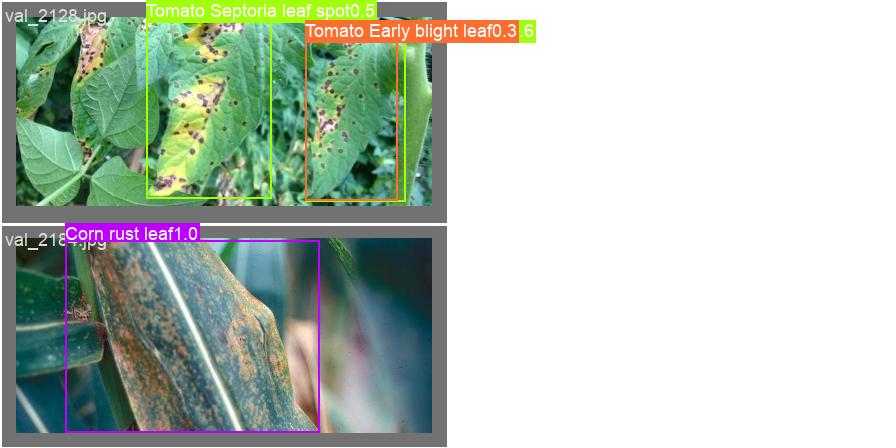 Tomato Septoria leaf spot0.5
val_2128.jpg
Tomato Early blight leaf0.3 .6
Corn rust leaf1.0
val_2184.jpg